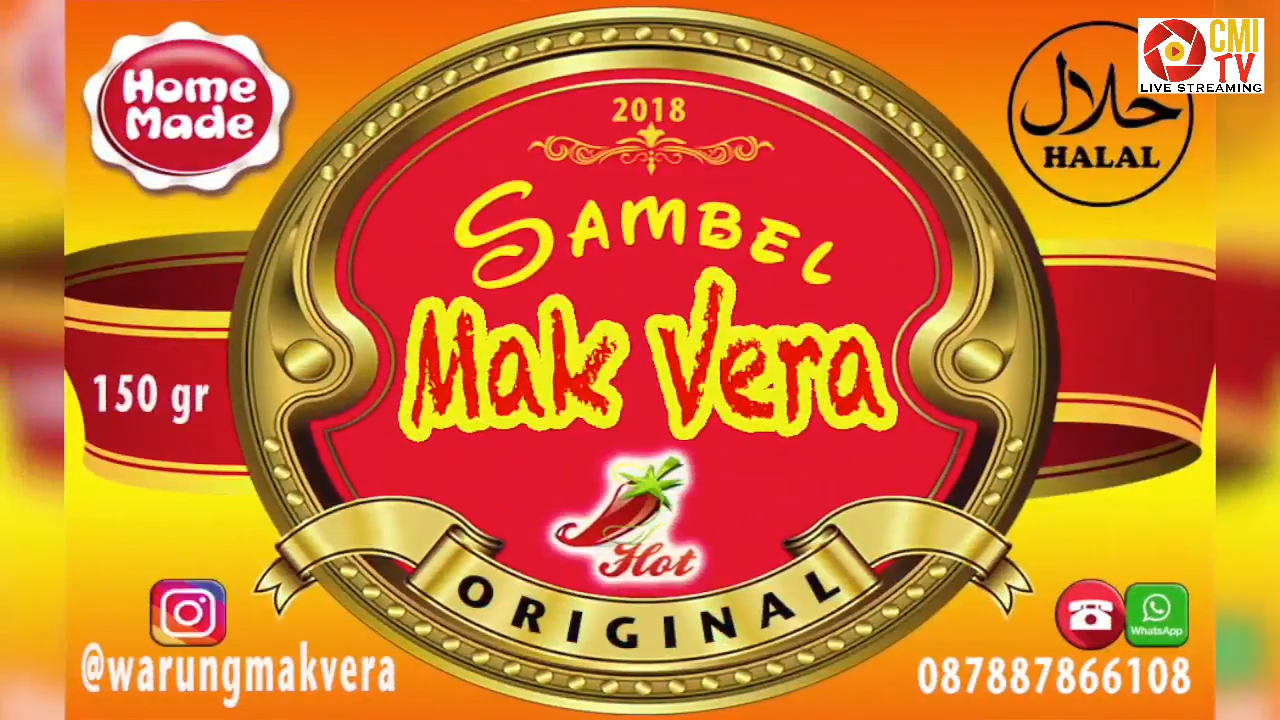 Home
Made
2018
SAMBEL
Mak Vera
Hot
ORIGINAL
150 gr
حلال
HALAL
CMI
TV
LIVE STREAMING
@warungmakvera
WhatsApp
087887866108